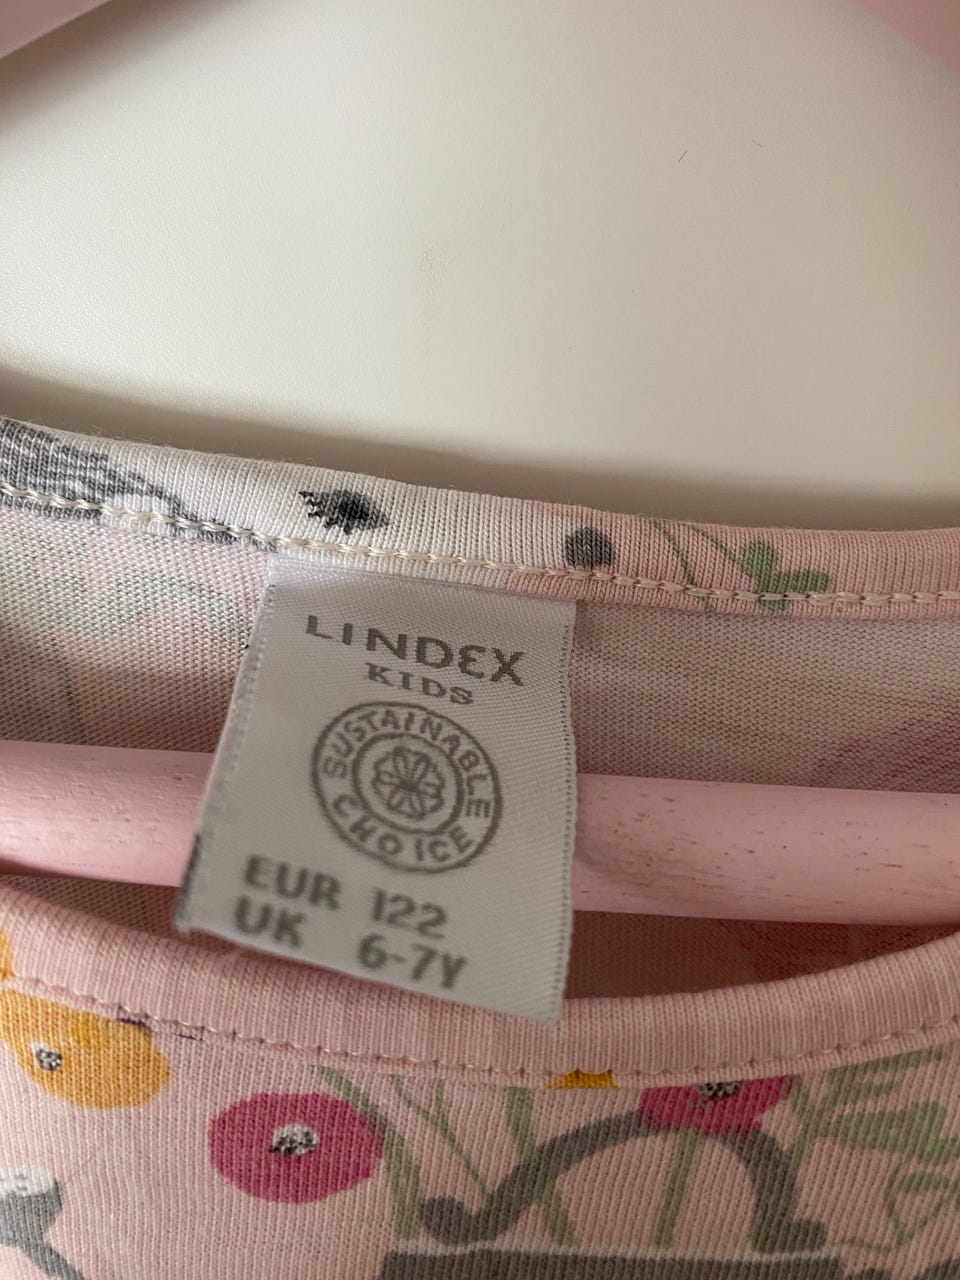 LINDEX
KIDS
SUSTAINABLE
CHOICE
EUR 122
UK 6-7Y